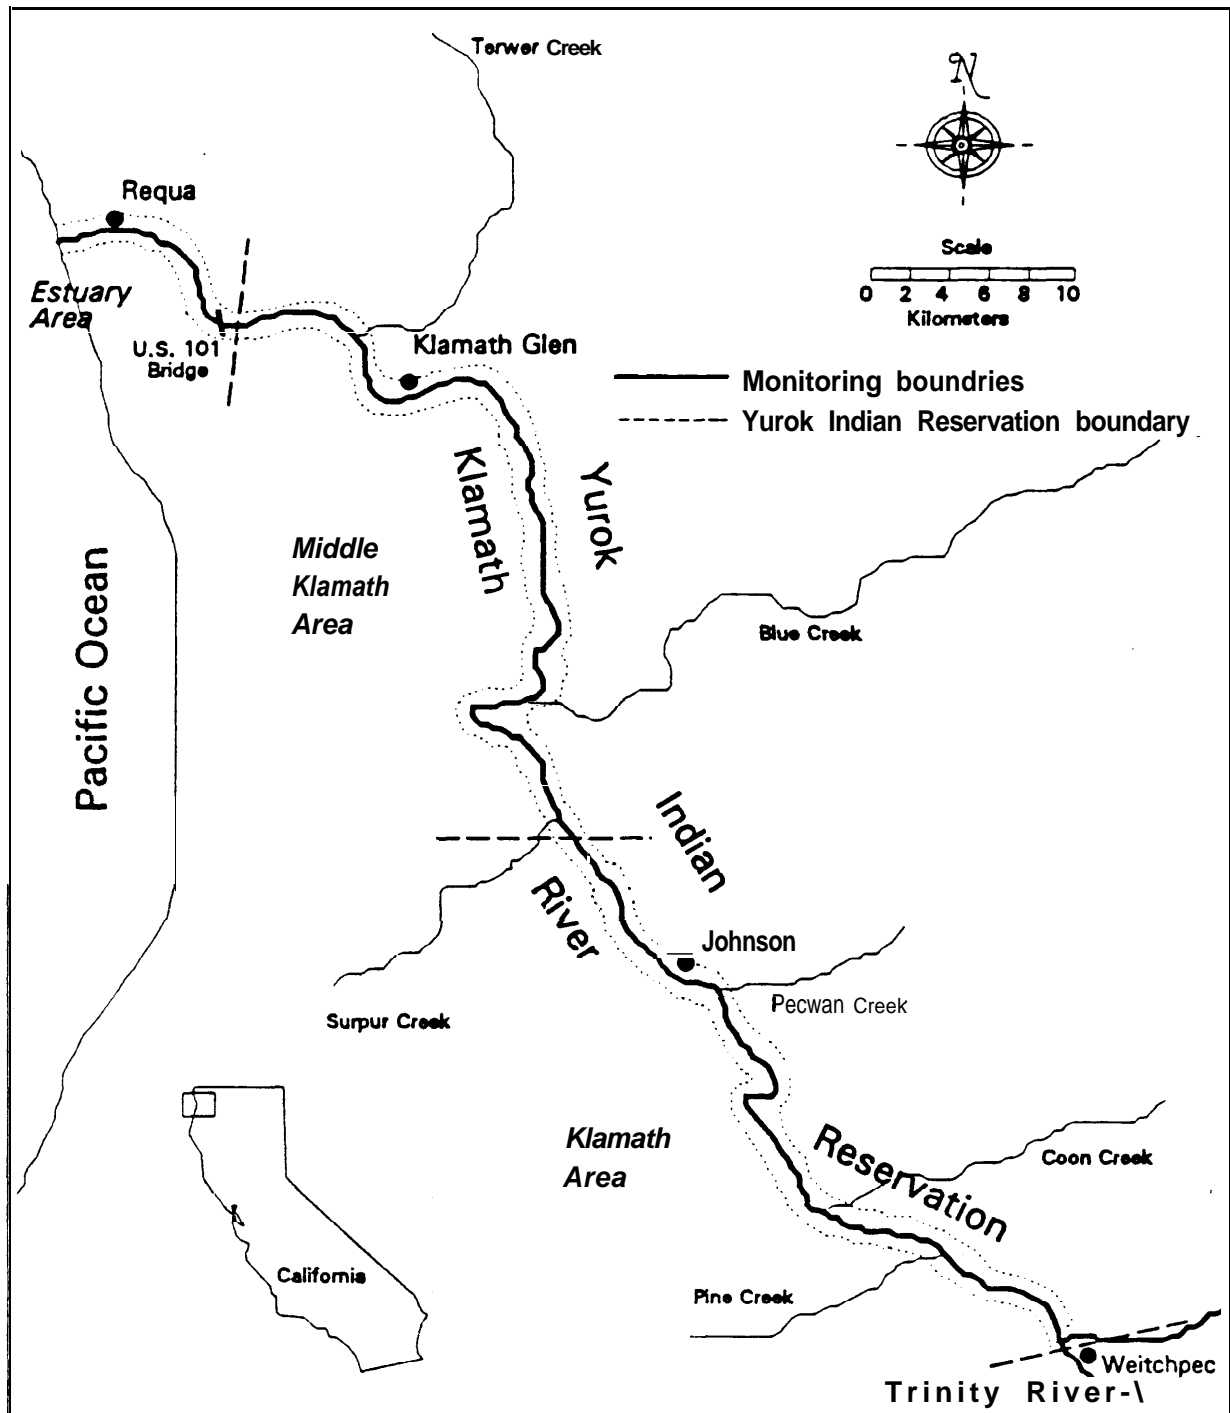 Terwer Creek
N
Requa
Scale
0 2 4 6 8 10
Kilometers
Estuary
Area
U.S. 101
Bridge
Klamath Glen
Monitoring boundries
Yurok Indian Reservation boundary
Klamath
Yurok
Middle
Klamath
Area
Pacific Ocean
Blue Creek
Indian
River
Johnson
Pecwan Creek
Surpur Creek
Klamath
Area
Reservation
Coon Creek
California
Pine Creek
Weitchpec
Trinity River-\